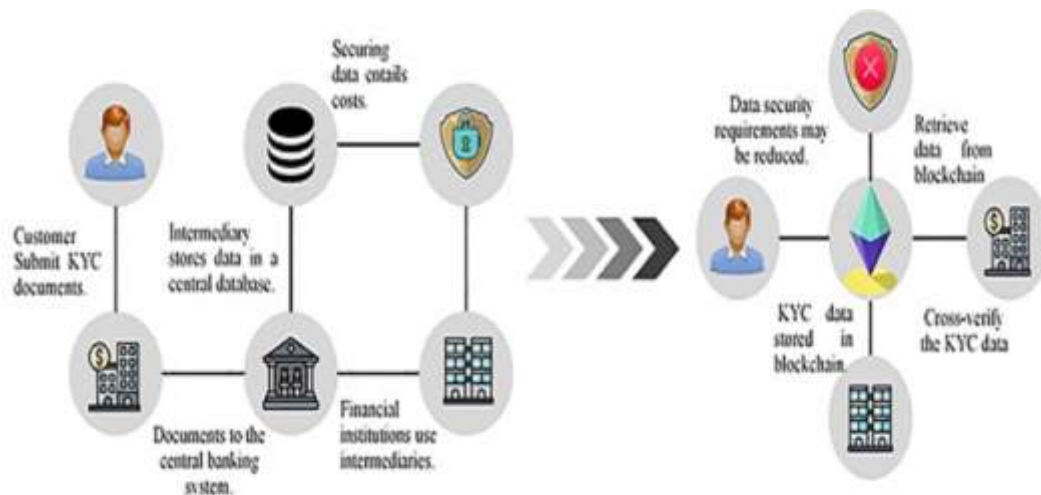 Securing
data entails
costs.
Customer
Submit KYC
documents.
Intermediary
stores data in a
central database.
Documents to the
central banking
system.
Financial
institutions use
intermediaries.
Data security
requirements may
be reduced.
Retrieve
data from
blockchain
KYC data
stored in
blockchain.
Cross-verify
the KYC data